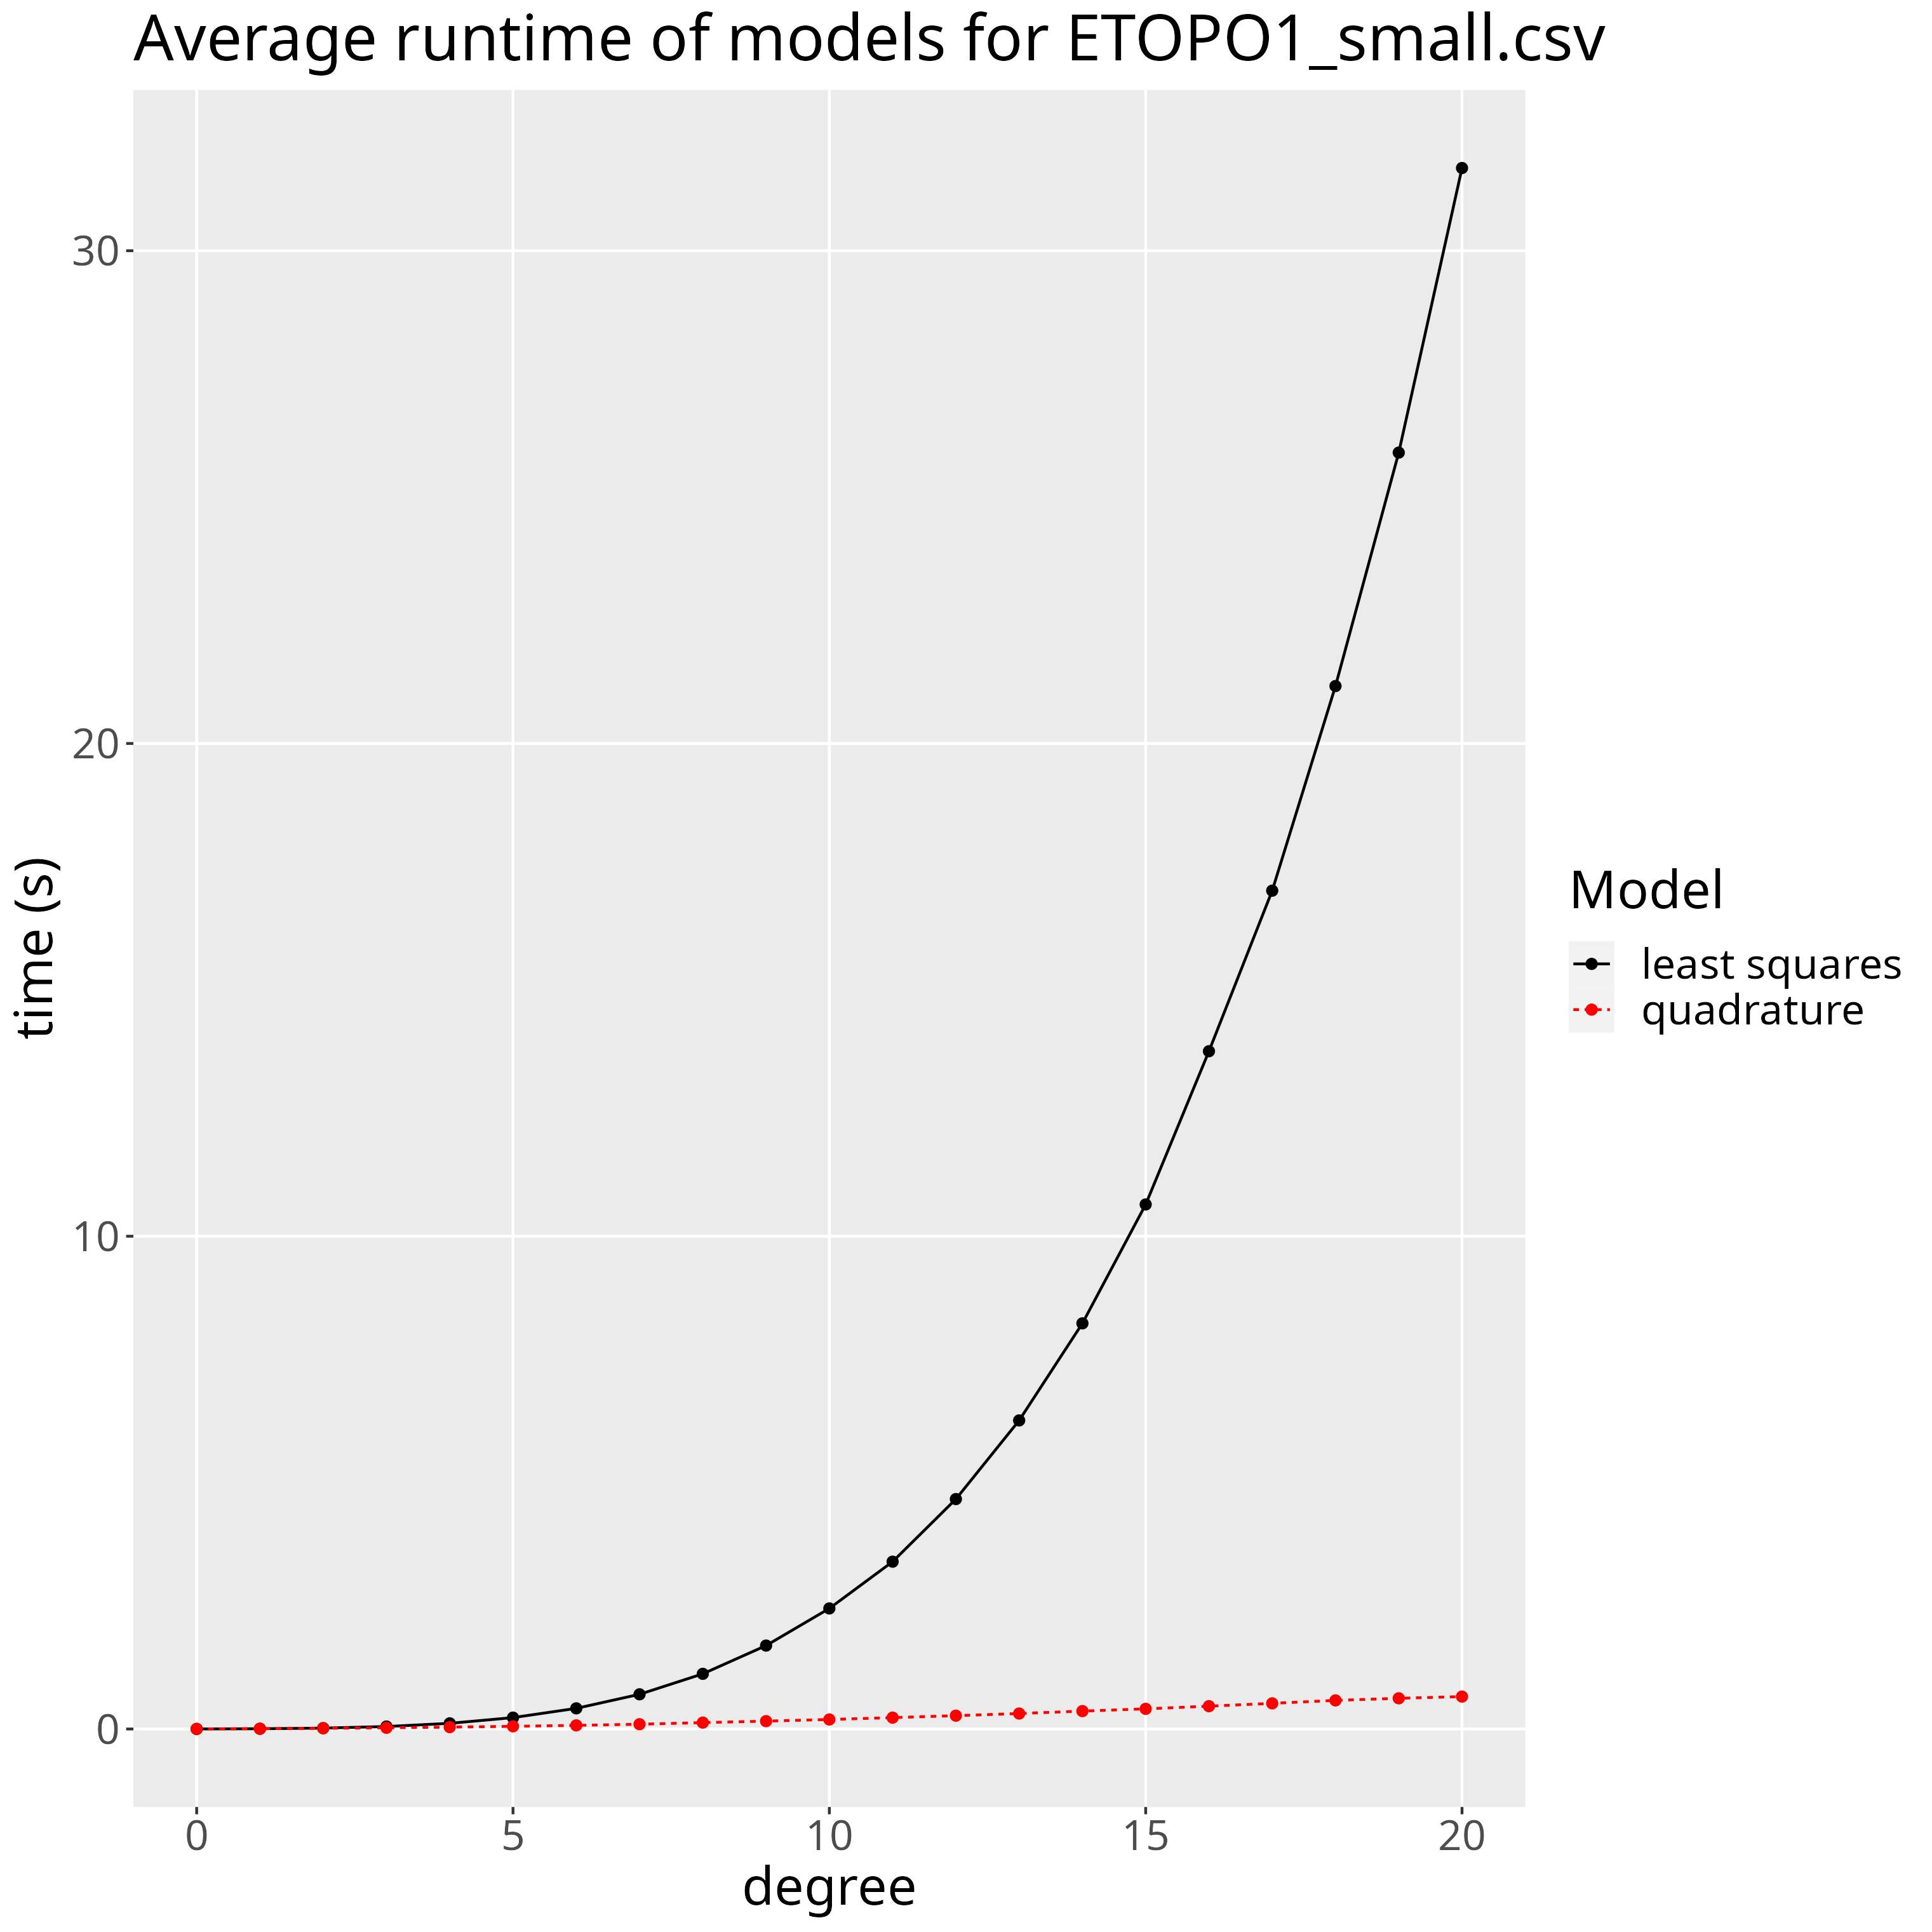 Average runtime of models for ETOPO1_small.csv
time (s)
30
20
10
0
0 5 10 15 20
degree
Model
least squares
quadrature